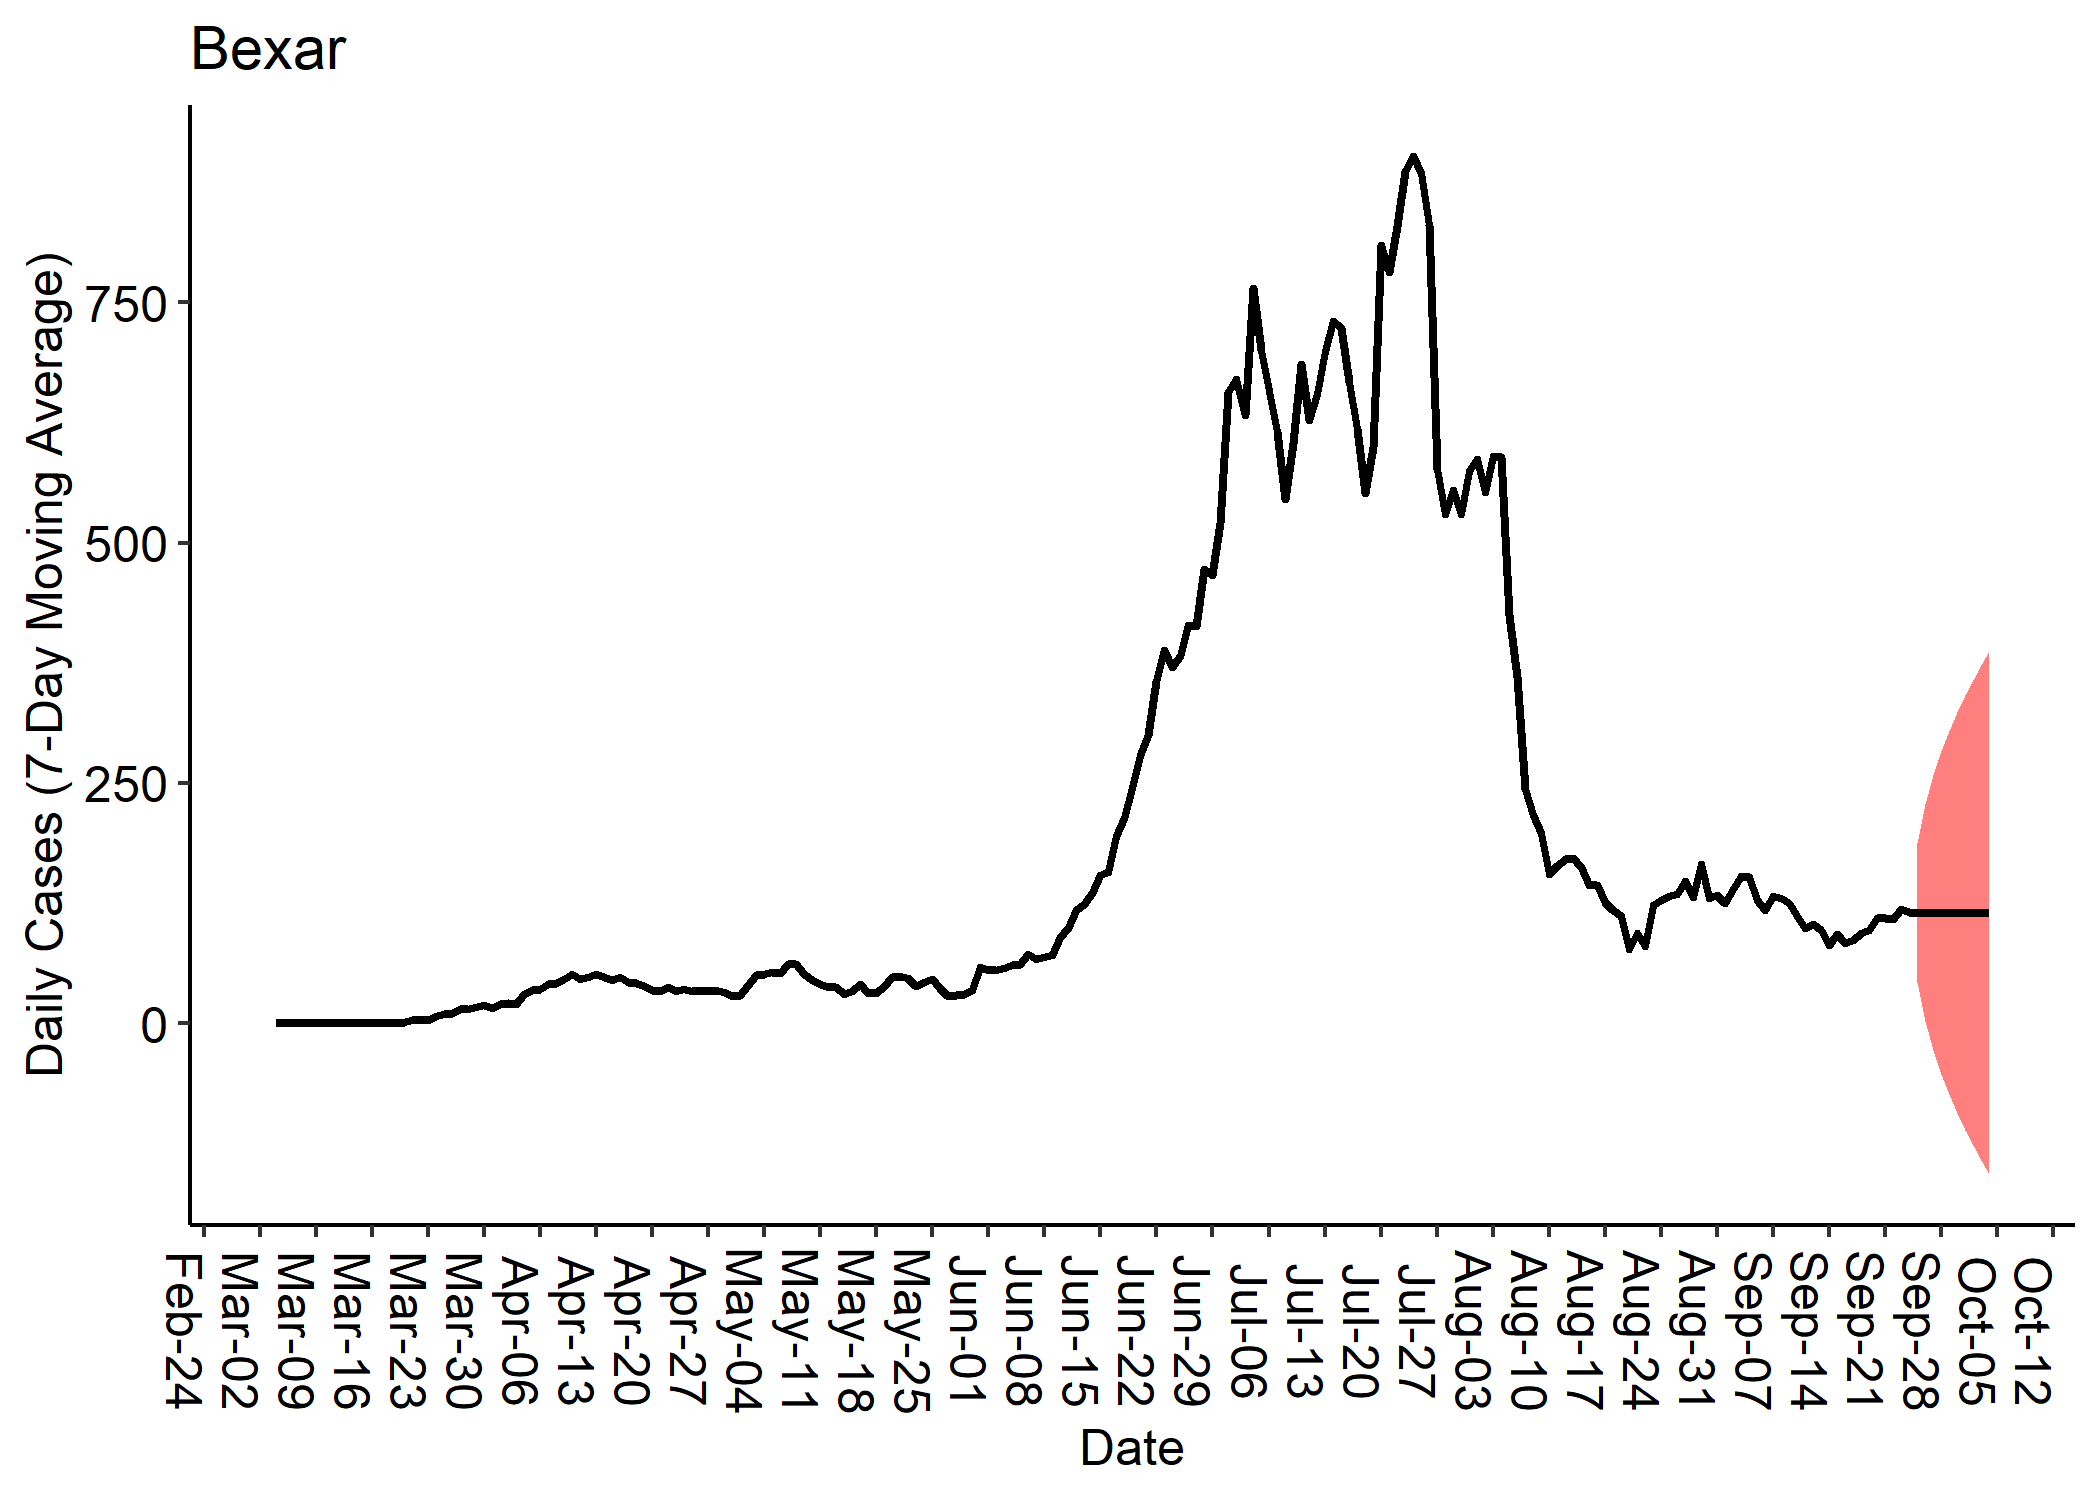 Bexar
Daily Cases (7-Day Moving Average)
750
500
250
0
Feb-24
Mar-02
Mar-09
Mar-16
Mar-23
Mar-30
Apr-06
Apr-13
Apr-20
Apr-27
May-04
May-11
May-18
May-25
Jun-01
Jun-08
Jun-15
Jun-22
Jun-29
Jul-06
Jul-13
Jul-20
Jul-27
Aug-03
Aug-10
Aug-17
Aug-24
Aug-31
Sep-07
Sep-14
Sep-21
Sep-28
Oct-05
Oct-12
Date